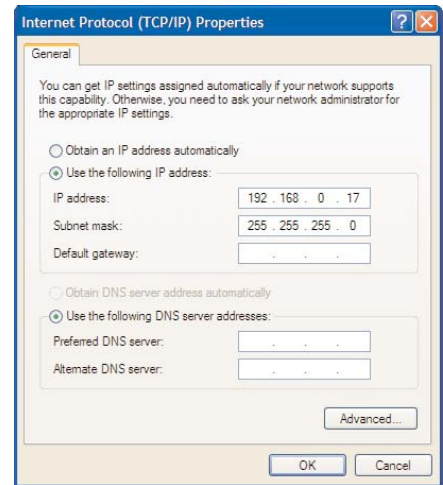 Internet Protocol (TCP/IP) Properties
General
You can get IP settings assigned automatically if your network supports
this capability. Otherwise, you need to ask your network administrator for
the appropriate IP settings.
Obtain an IP address automatically
Use the following IP address:
IP address: 192 . 168 . 0 . 17
Subnet mask: 255 . 255 . 255 . 0
Default gateway: . . .
Obtain DNS server address automatically
Use the following DNS server addresses:
Preferred DNS server: . . .
Alternate DNS server: . . .
Advanced...
OK Cancel